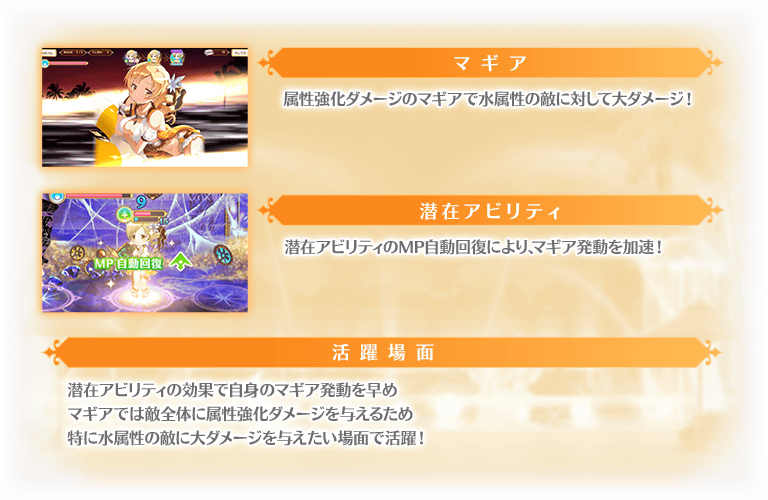 マギア
属性強化ダメージのマギアで水属性の敵に対して大ダメージ！
潜在アビリティ
9
MP自動回復
潜在アビリティのMP自動回復により、マギア発動を加速！
活躍場面
潜在アビリティの効果で自身のマギア発動を早め
マギアでは敵全体に属性強化ダメージを与えるため
特に水属性の敵に大ダメージを与えたい場面で活躍！